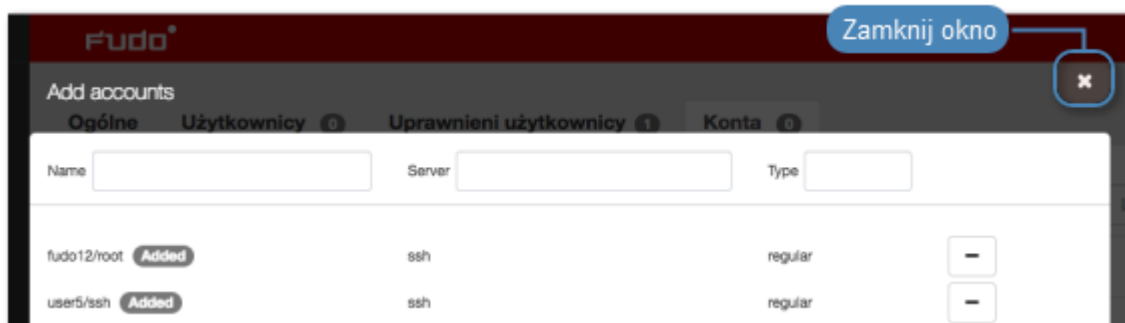 Fudo
Zamknij okno
Add accounts
Ogólne Użytkownicy 0 Uprawnieni użytkownicy 1 Konta 0
Name Server Type
fudo12/root Added ssh regular
user5/ssh Added ssh regular